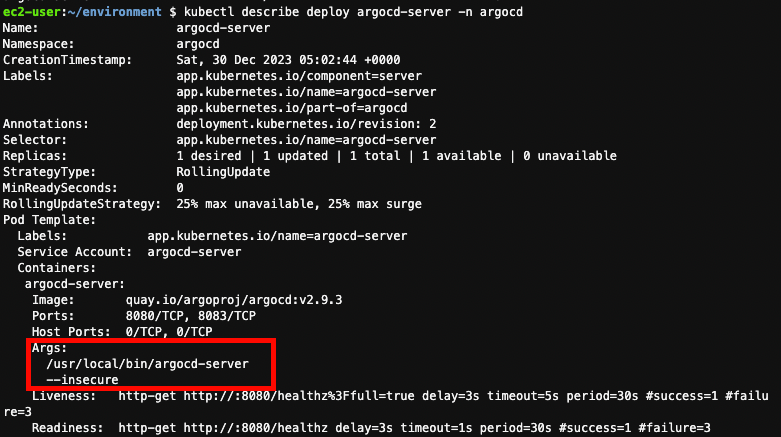 ec2-user:~/environment $ kubectl describe deploy argocd-server -n argocd
Name:                   argocd-server
Namespace:              argocd
CreationTimestamp:      Sat, 30 Dec 2023 05:02:44 +0000
Labels:                 app.kubernetes.io/component=server
                        app.kubernetes.io/name=argocd-server
                        app.kubernetes.io/part-of=argocd
Annotations:            deployment.kubernetes.io/revision: 2
Selector:               app.kubernetes.io/name=argocd-server
Replicas:               1 desired | 1 updated | 1 total | 1 available | 0 unavailable
StrategyType:           RollingUpdate
MinReadySeconds:        0
RollingUpdateStrategy:  25% max unavailable, 25% max surge
Pod Template:
  Labels:           app.kubernetes.io/name=argocd-server
  Service Account:  argocd-server
  Containers:
   argocd-server:
    Image:       quay.io/argoproj/argocd:v2.9.3
    Ports:       8080/TCP, 8083/TCP
    Host Ports:  0/TCP, 0/TCP
    Args:
      /usr/local/bin/argocd-server
      --insecure
    Liveness:   http-get http://:8080/healthz%3Ffull=true delay=3s timeout=5s period=30s #success=1 #failu
re=3
    Readiness:  http-get http://:8080/healthz delay=3s timeout=1s period=30s #success=1 #failure=3